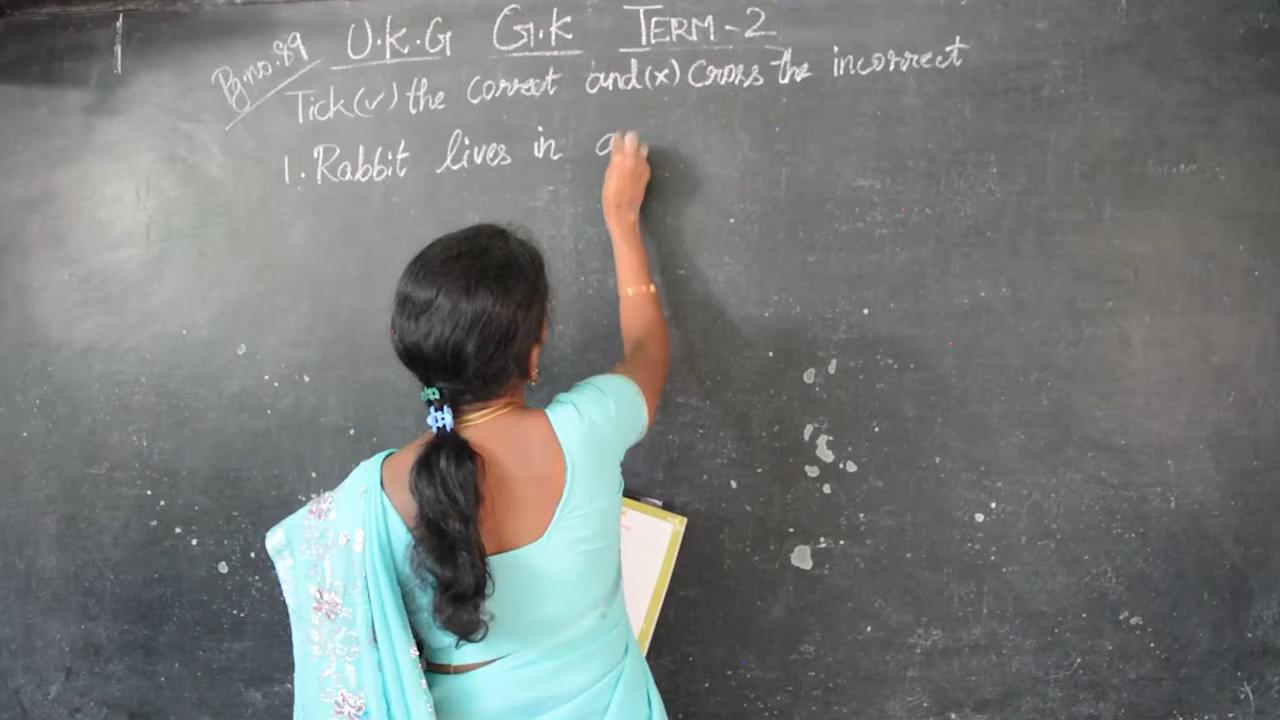 U.K.G G.K TERM-2
Pg.no:89
Tick(v) the correct and(x) Cross the incorrect
1. Rabbit lives in a